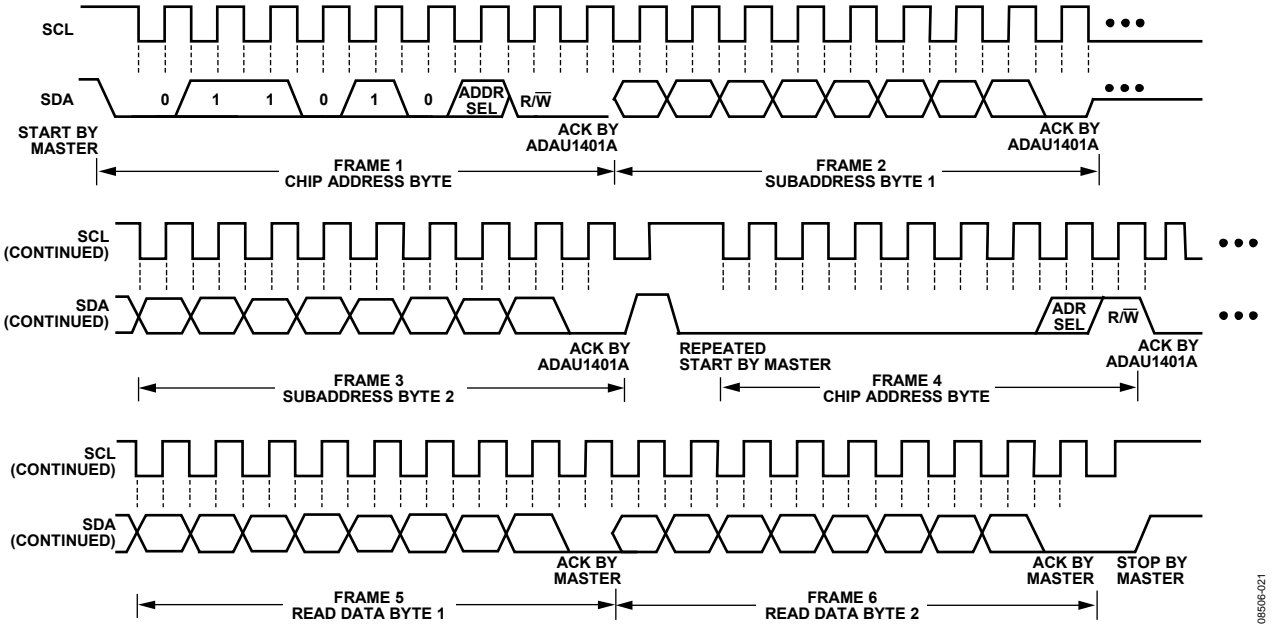 SCL
SDA
0 1 1 0 1 0 ADDR SEL R/W̅
START BY
MASTER
ACK BY
ADAU1401A
ACK BY
ADAU1401A
FRAME 1
CHIP ADDRESS BYTE
FRAME 2
SUBADDRESS BYTE 1
SCL
(CONTINUED)
SDA
(CONTINUED)
ADR
SEL
R/W̅
ACK BY
ADAU1401A
REPEATED
START BY MASTER
ACK BY
ADAU1401A
FRAME 3
SUBADDRESS BYTE 2
FRAME 4
CHIP ADDRESS BYTE
SCL
(CONTINUED)
SDA
(CONTINUED)
ACK BY
MASTER
ACK BY
MASTER
STOP BY
MASTER
FRAME 5
READ DATA BYTE 1
FRAME 6
READ DATA BYTE 2
08506-021